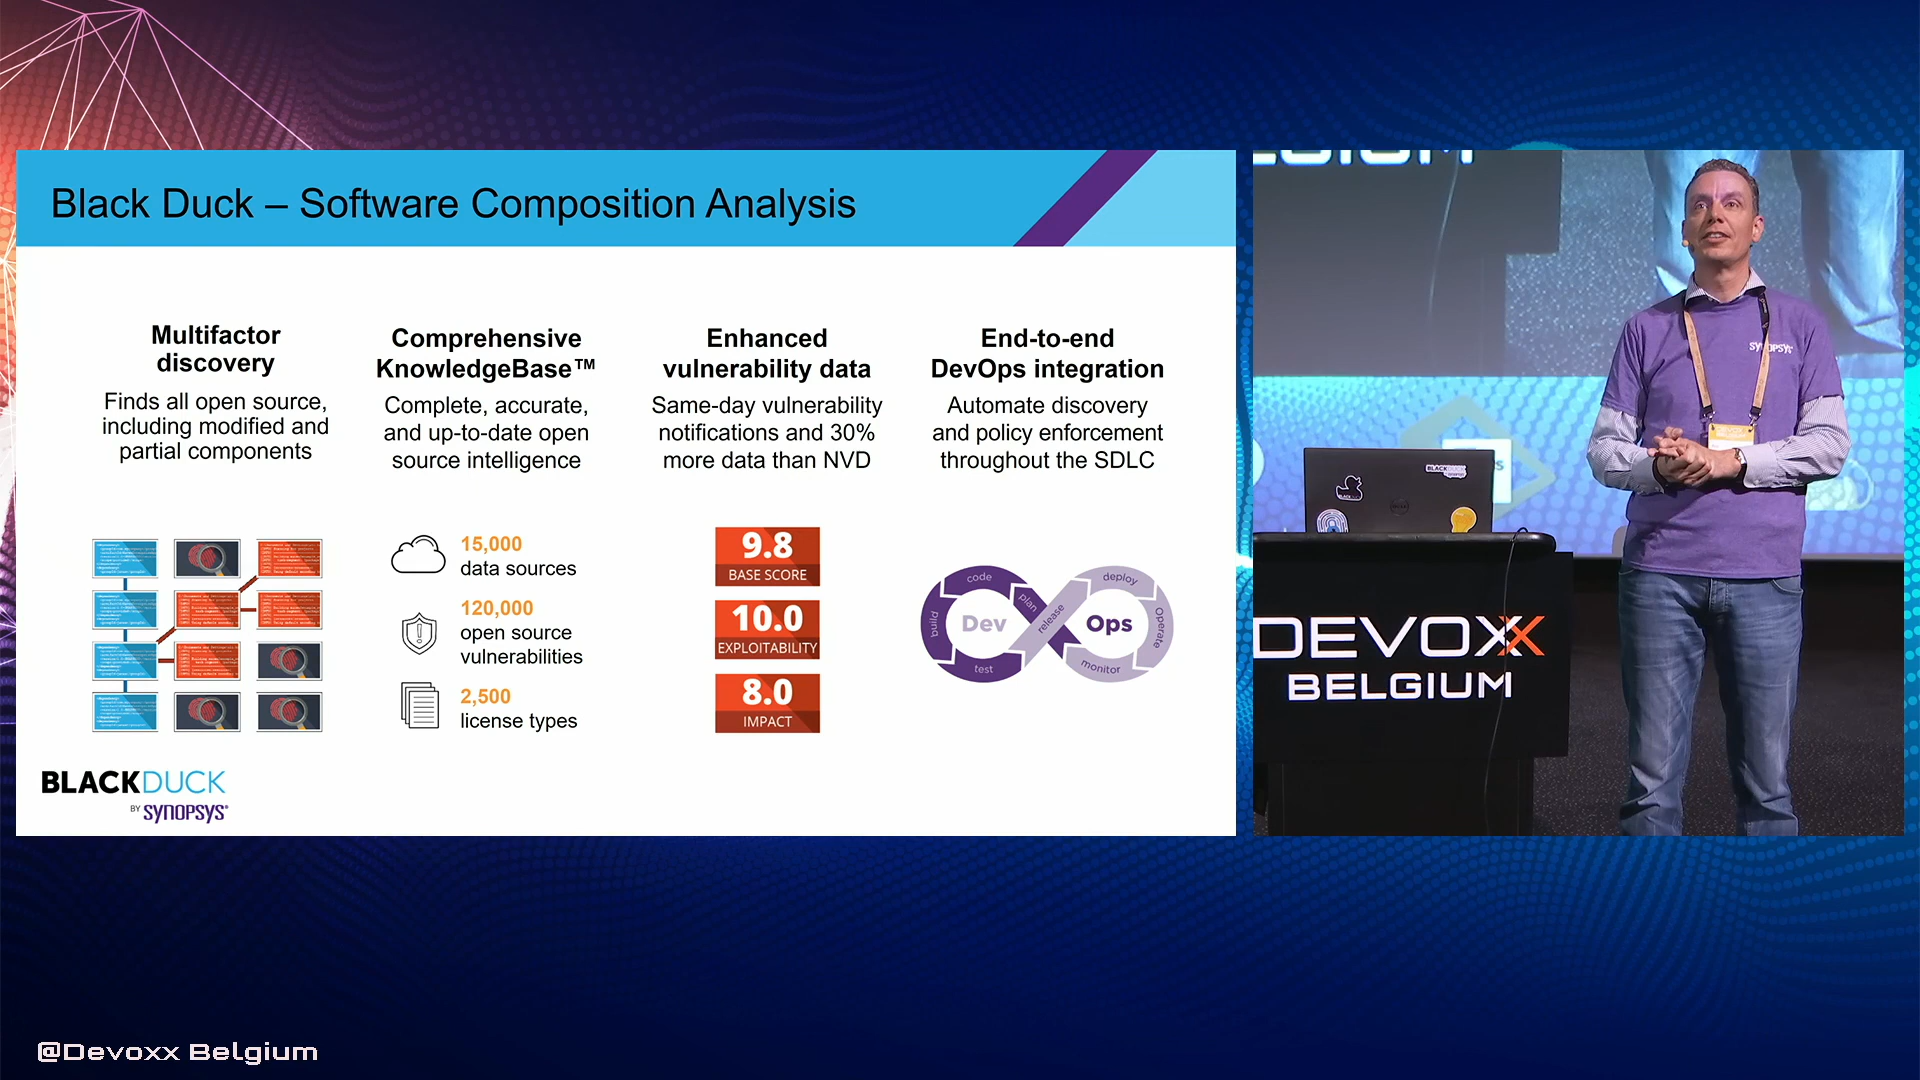 Black Duck – Software Composition Analysis
Multifactor
discovery
Finds all open source,
including modified and
partial components
Comprehensive
KnowledgeBase™
Complete, accurate,
and up-to-date open
source intelligence
15,000
data sources
120,000
open source
vulnerabilities
2,500
license types
Enhanced
vulnerability data
Same-day vulnerability
notifications and 30%
more data than NVD
9.8
BASE SCORE
10.0
EXPLOITABILITY
8.0
IMPACT
End-to-end
DevOps integration
Automate discovery
and policy enforcement
throughout the SDLC
code
plan
build
Dev
test
release
deploy
Ops
Operate
monitor
BLACKDUCK
BY SYNOPSYS®
SYNOPSYS
DEVOXX
BELGIUM
@Devoxx Belgium